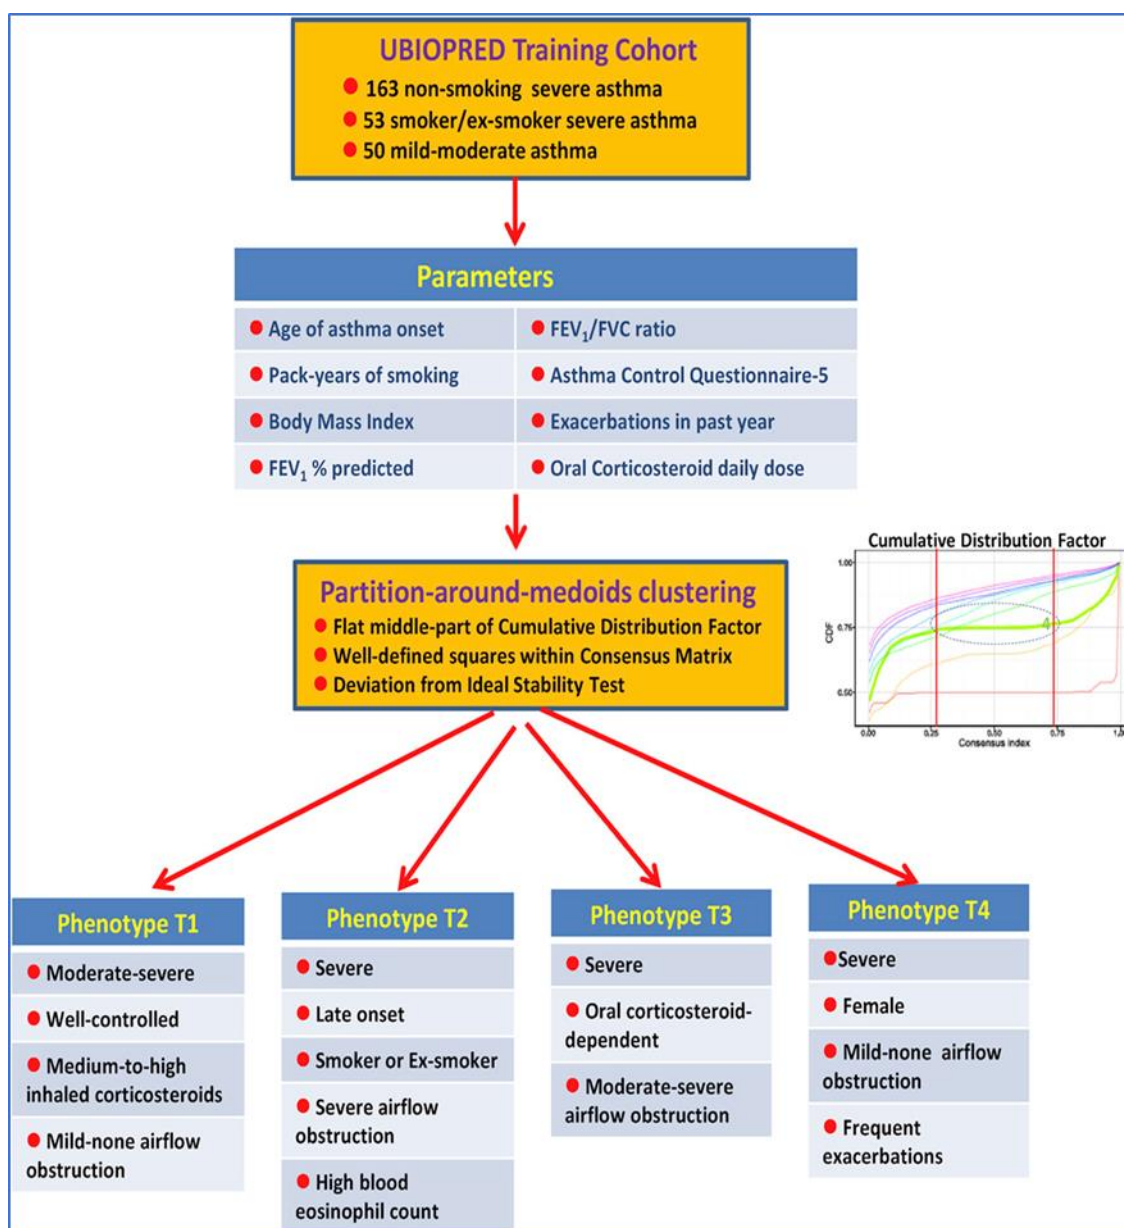 UBIOPRED Training Cohort
163 non-smoking severe asthma
53 smoker/ex-smoker severe asthma
50 mild-moderate asthma
Parameters
Age of asthma onset
FEV1/FVC ratio
Pack-years of smoking
Asthma Control Questionnaire-5
Body Mass Index
Exacerbations in past year
FEV1 % predicted
Oral Corticosteroid daily dose
Partition-around-medoids clustering
Flat middle-part of Cumulative Distribution Factor
Well-defined squares within Consensus Matrix
Deviation from Ideal Stability Test
Cumulative Distribution Factor
1.00
0.75
0.50
CDF
4
0.00 0.25 0.50 0.75 1.00
Consensus index
Phenotype T1
Moderate-severe
Well-controlled
Medium-to-high
inhaled corticosteroids
Mild-none airflow
obstruction
Phenotype T2
Severe
Late onset
Smoker or Ex-smoker
Severe airflow
obstruction
High blood
eosinophil count
Phenotype T3
Severe
Oral corticosteroid-
dependent
Moderate-severe
airflow obstruction
Phenotype T4
Severe
Female
Mild-none airflow
obstruction
Frequent
exacerbations